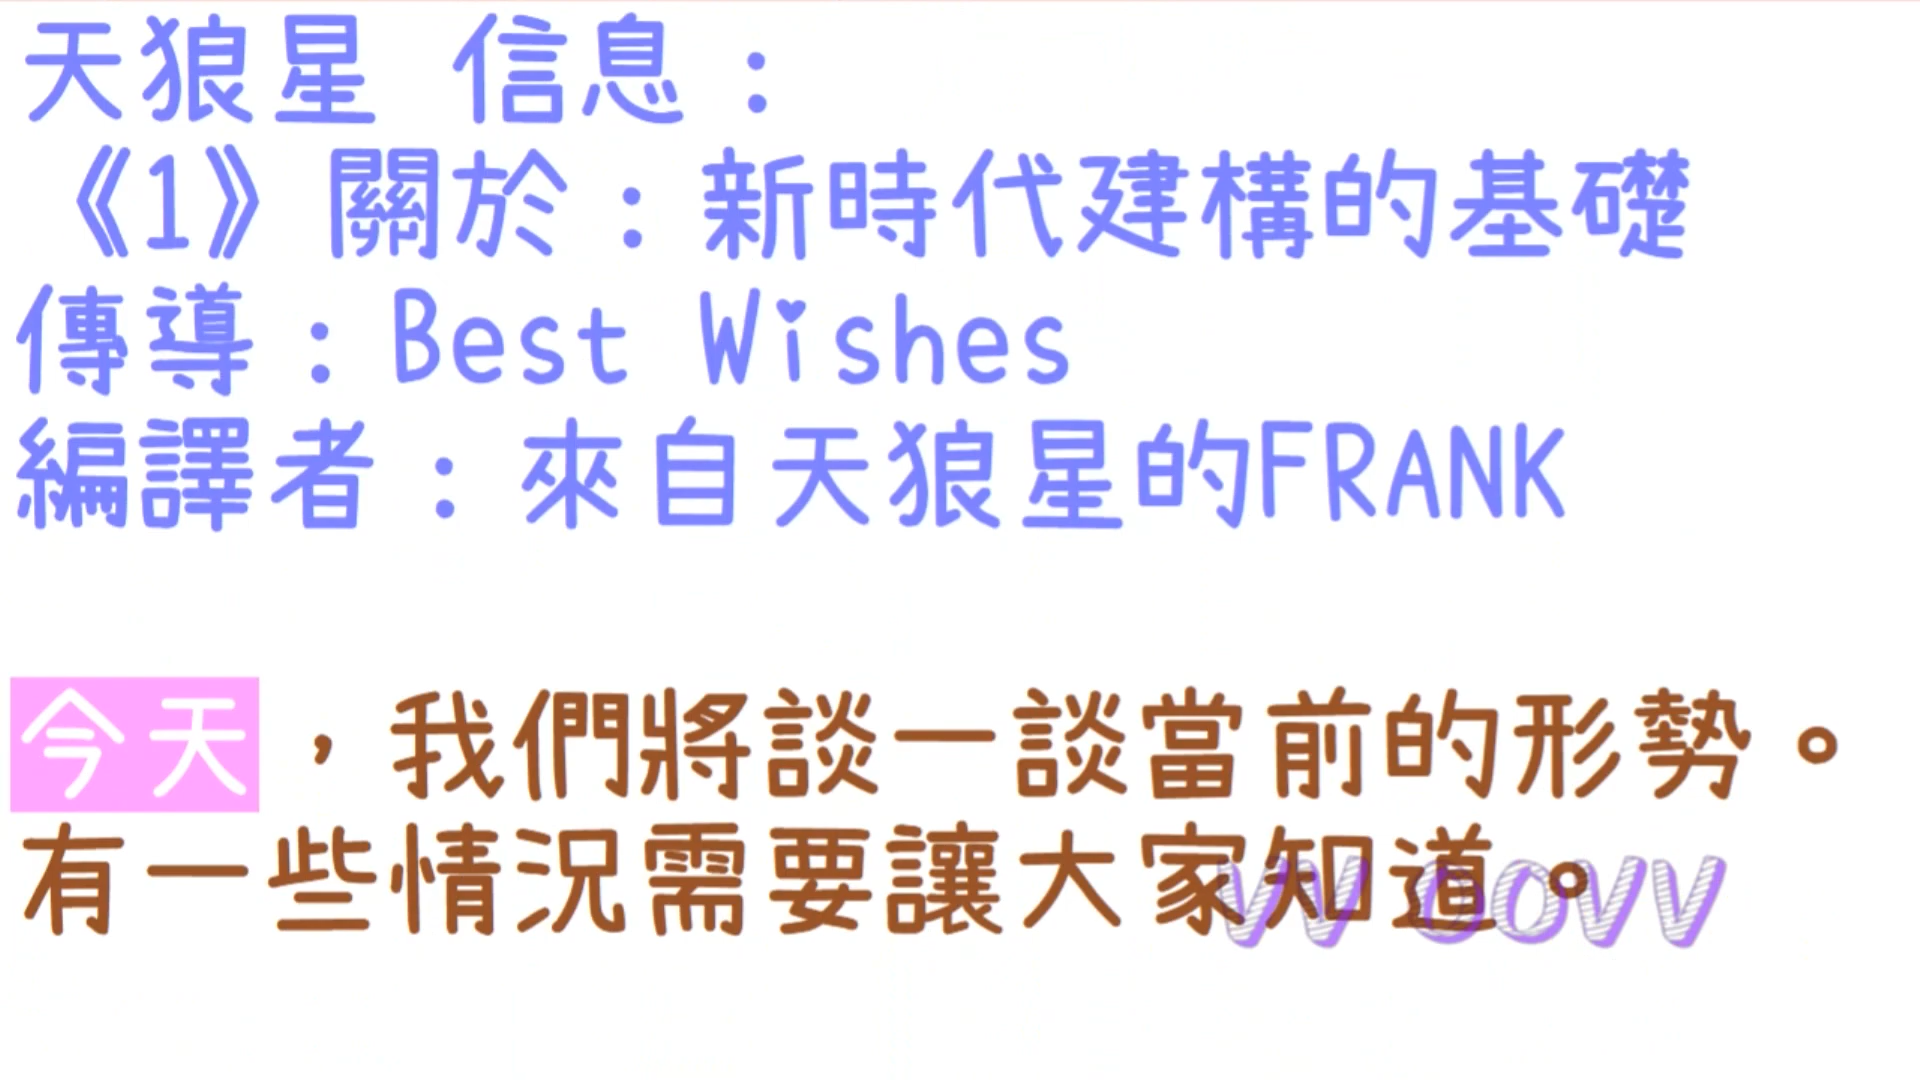 天狼星 信息：
《1》關於：新時代建構的基礎
傳導：Best Wishes
編譯者：來自天狼星的FRANK
今天，我們將談一談當前的形勢。
有一些情況需要讓大家知道。
VV OOVV